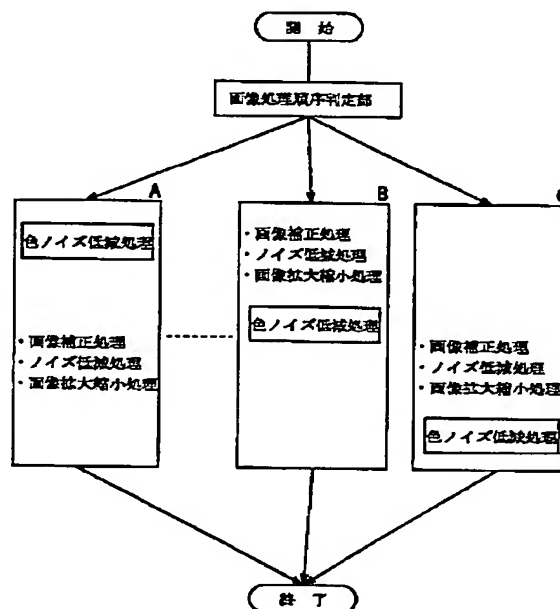 開始
画像処理順序判定部
A
色ノイズ低減処理
・画像補正処理
・ノイズ低減処理
・画像拡大縮小処理
B
・画像補正処理
・ノイズ低減処理
・画像拡大縮小処理
色ノイズ低減処理
C
・画像補正処理
・ノイズ低減処理
・画像拡大縮小処理
色ノイズ低減処理
終了